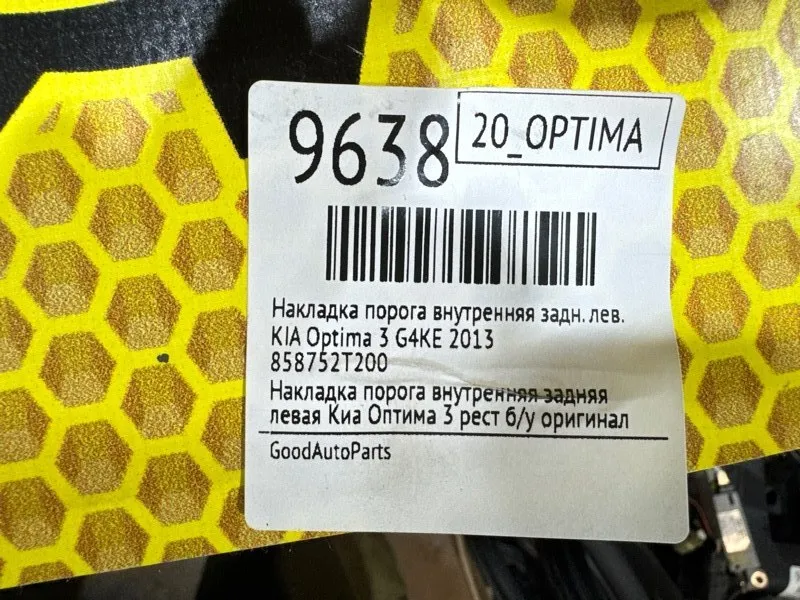 9638
20_OPTIMA
Накладка порога внутренняя задн. лев.
KIA Optima 3 G4KE 2013
858752T200
Накладка порога внутренняя задняя
левая Киа Оптима 3 рест б/у оригинал
GoodAutoParts